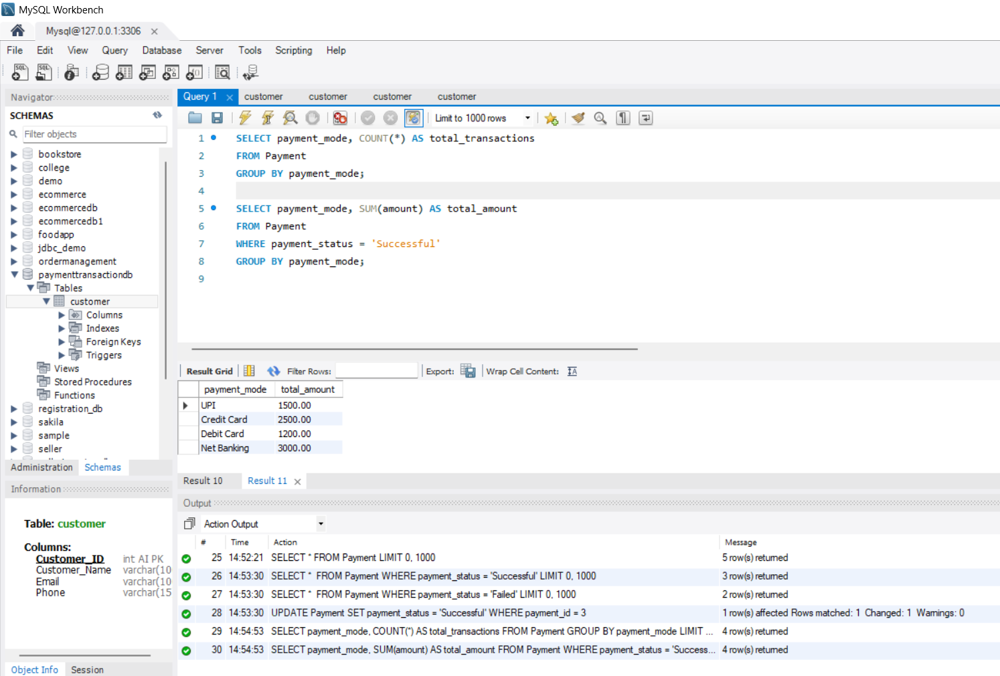 MySQL Workbench
Mysql@127.0.0.1:3306
File Edit View Query Database Server Tools Scripting Help
Navigator
SCHEMAS
Filter objects
bookstore
college
demo
ecommerce
ecommercedb
ecommercedb1
foodapp
jdbc_demo
ordermanagement
paymenttransactiondb
Tables
customer
Columns
Indexes
Foreign Keys
Triggers
Views
Stored Procedures
Functions
registration_db
sakila
sample
seller
Administration Schemas
Information
Table: customer
Columns:
Customer_ID int AI PK
Customer_Name varchar(10
Email varchar(10
Phone varchar(15
Object Info Session
Query 1 customer customer customer customer
Limit to 1000 rows
1 SELECT payment_mode, COUNT(*) AS total_transactions
2 FROM Payment
3 GROUP BY payment_mode;
4
5 SELECT payment_mode, SUM(amount) AS total_amount
6 FROM Payment
7 WHERE payment_status = 'Successful'
8 GROUP BY payment_mode;
9
Result Grid Filter Rows: Export: Wrap Cell Content:
payment_mode total_amount
UPI 1500.00
Credit Card 2500.00
Debit Card 1200.00
Net Banking 3000.00
Result 10 Result 11
Output
Action Output
# Time Action Message
25 14:52:21 SELECT * FROM Payment LIMIT 0, 1000 5 row(s) returned
26 14:53:30 SELECT * FROM Payment WHERE payment_status = 'Successful' LIMIT 0, 1000 3 row(s) returned
27 14:53:30 SELECT * FROM Payment WHERE payment_status = 'Failed' LIMIT 0, 1000 2 row(s) returned
28 14:53:30 UPDATE Payment SET payment_status = 'Successful' WHERE payment_id = 3 1 row(s) affected Rows matched: 1 Changed: 1 Warnings: 0
29 14:54:53 SELECT payment_mode, COUNT(*) AS total_transactions FROM Payment GROUP BY payment_mode LIMIT ... 4 row(s) returned
30 14:54:53 SELECT payment_mode, SUM(amount) AS total_amount FROM Payment WHERE payment_status = 'Success... 4 row(s) returned